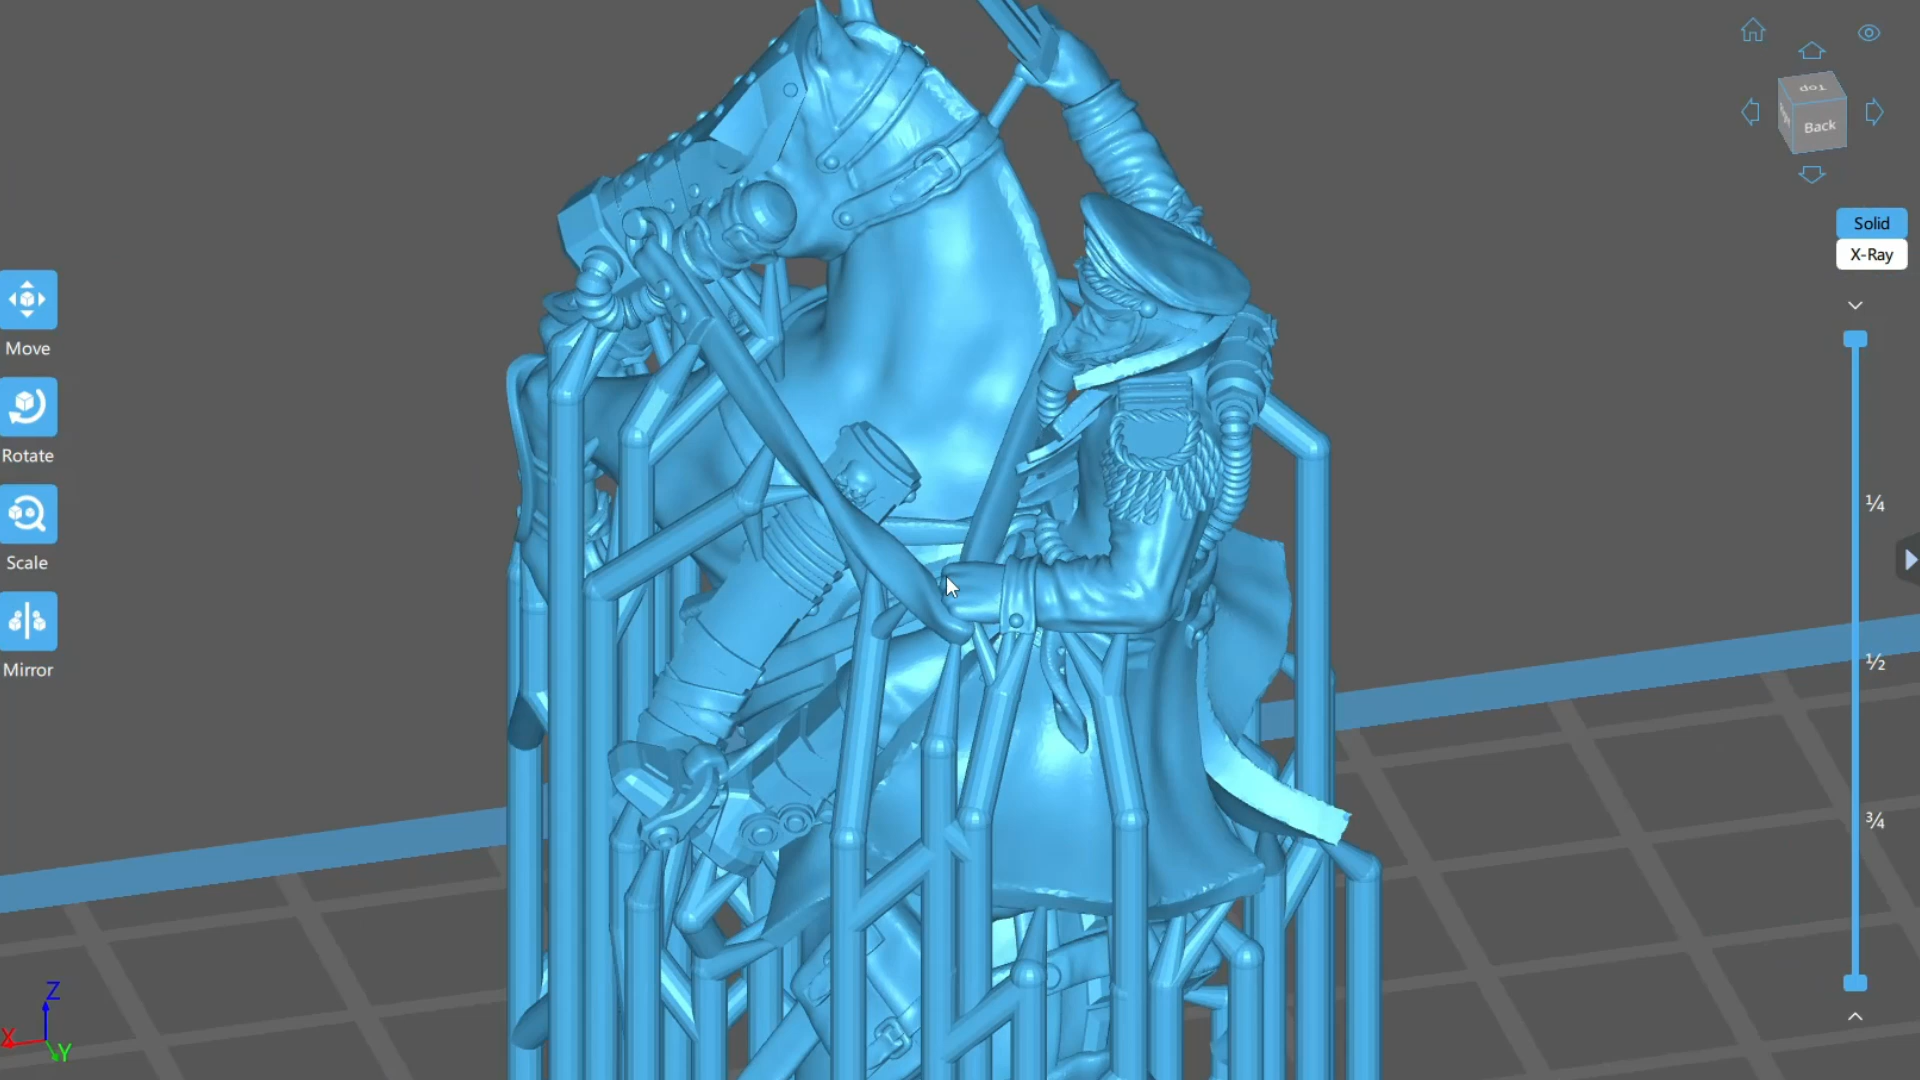 Top
Back
Solid
X-Ray
Move
¼
Rotate
Scale
½
Mirror
¾
Z
X
Y